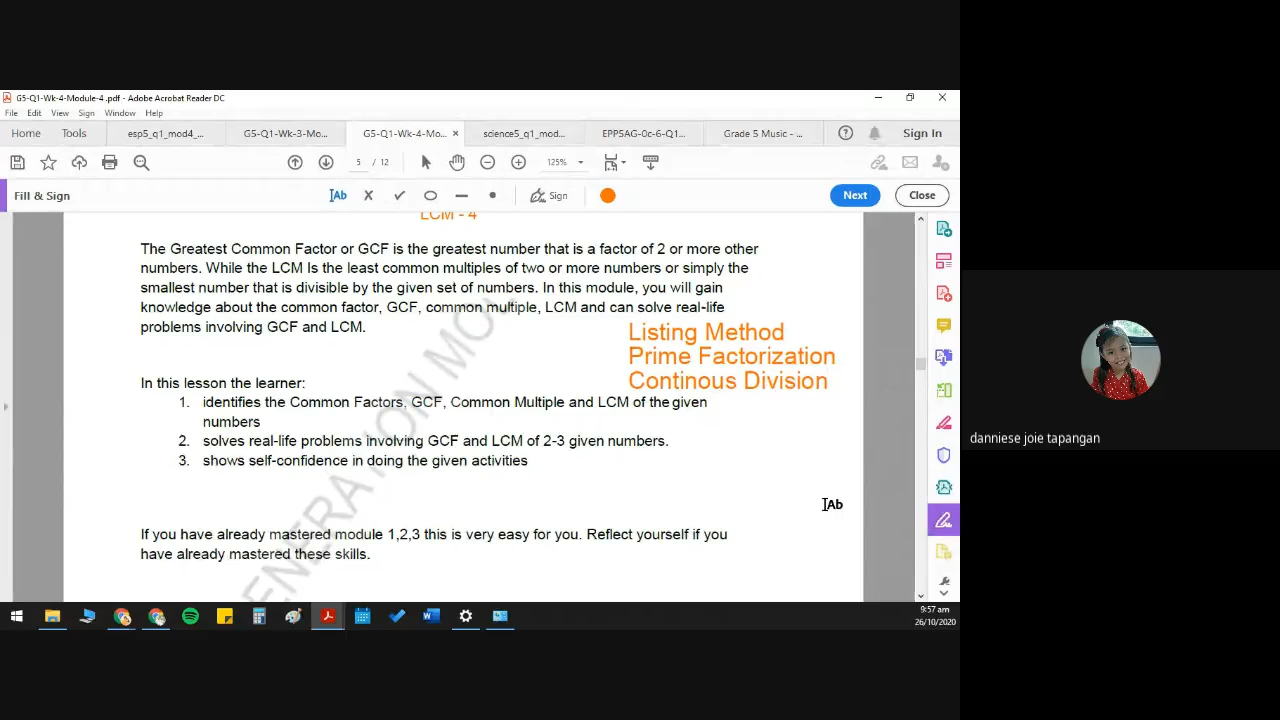 G5-Q1-Wk-4-Module-4 .pdf - Adobe Acrobat Reader DC
File Edit View Sign Window Help
Home Tools esp5_q1_mod4_... G5-Q1-Wk-3-Mo... G5-Q1-Wk-4-Mo... × science5_q1_mod... EPP5AG-0c-6-Q1... Grade 5 Music - ... Sign In
5 / 12 125%
Fill & Sign Ab Sign Next Close
LCM - 4
The Greatest Common Factor or GCF is the greatest number that is a factor of 2 or more other
numbers. While the LCM Is the least common multiples of two or more numbers or simply the
smallest number that is divisible by the given set of numbers. In this module, you will gain
knowledge about the common factor, GCF, common multiple, LCM and can solve real-life
problems involving GCF and LCM.
Listing Method
Prime Factorization
Continous Division
In this lesson the learner:
1. identifies the Common Factors, GCF, Common Multiple and LCM of the given
numbers
2. solves real-life problems involving GCF and LCM of 2-3 given numbers.
3. shows self-confidence in doing the given activities
Ab
If you have already mastered module 1,2,3 this is very easy for you. Reflect yourself if you
have already mastered these skills.
danniese joie tapangan
9:57 am
26/10/2020